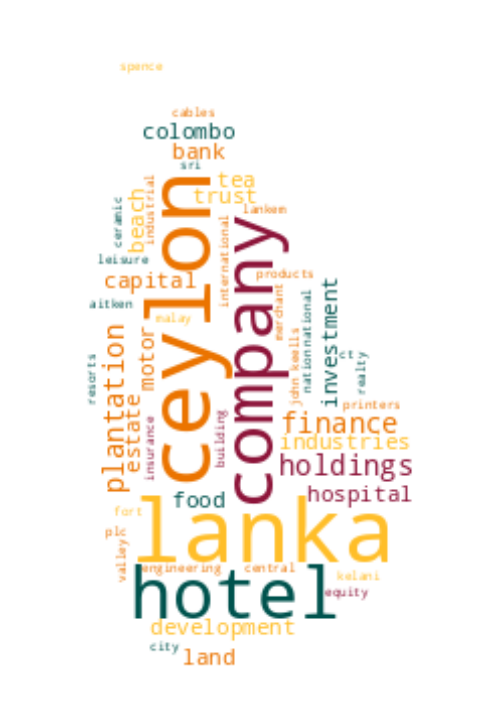 spence
cables
colombo
bank
sri
tea
trust
beach
industrial
ceramic
lankem
ceylon
company
international
leisure
capital
products
aitken
malay
merchant
national
investment
motor
john keells
nation
ct
realty
resorts
plantation
estate
insurance
building
printers
finance
industries
holdings
hospital
food
lanka
fort
plc
valley
engineering
central
kelani
hotel
equity
development
city
land